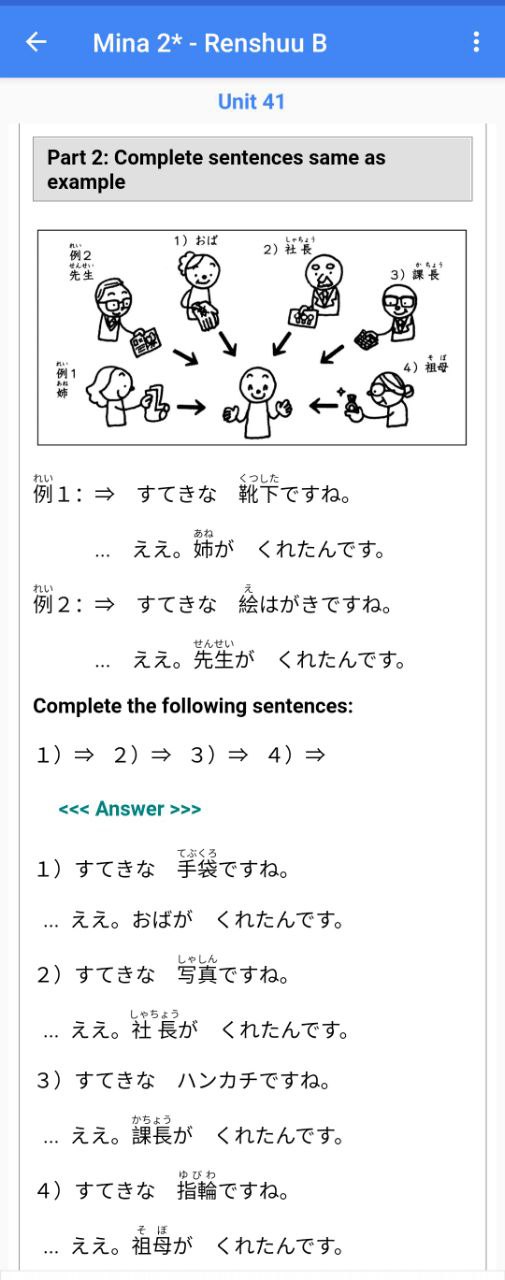 Mina 2* - Renshuu B
Unit 41
Part 2: Complete sentences same as
example
れい
例2
せんせい
先生
1) おば
しゃちょう
2) 社長
かちょう
3) 課長
れい
例1
あね
姉
そぼ
4) 祖母
れい くつした
例1：⇒ すてきな 靴下ですね。
あね
... ええ。姉が くれたんです。
れい え
例2：⇒ すてきな 絵はがきですね。
せんせい
... ええ。先生が くれたんです。
Complete the following sentences:
1）⇒ 2）⇒ 3）⇒ 4）⇒
<<< Answer >>>
てぶくろ
1）すてきな 手袋ですね。
... ええ。おばが くれたんです。
しゃしん
2）すてきな 写真ですね。
しゃちょう
... ええ。社長が くれたんです。
3）すてきな ハンカチですね。
かちょう
... ええ。課長が くれたんです。
ゆびわ
4）すてきな 指輪ですね。
そぼ
... ええ。祖母が くれたんです。